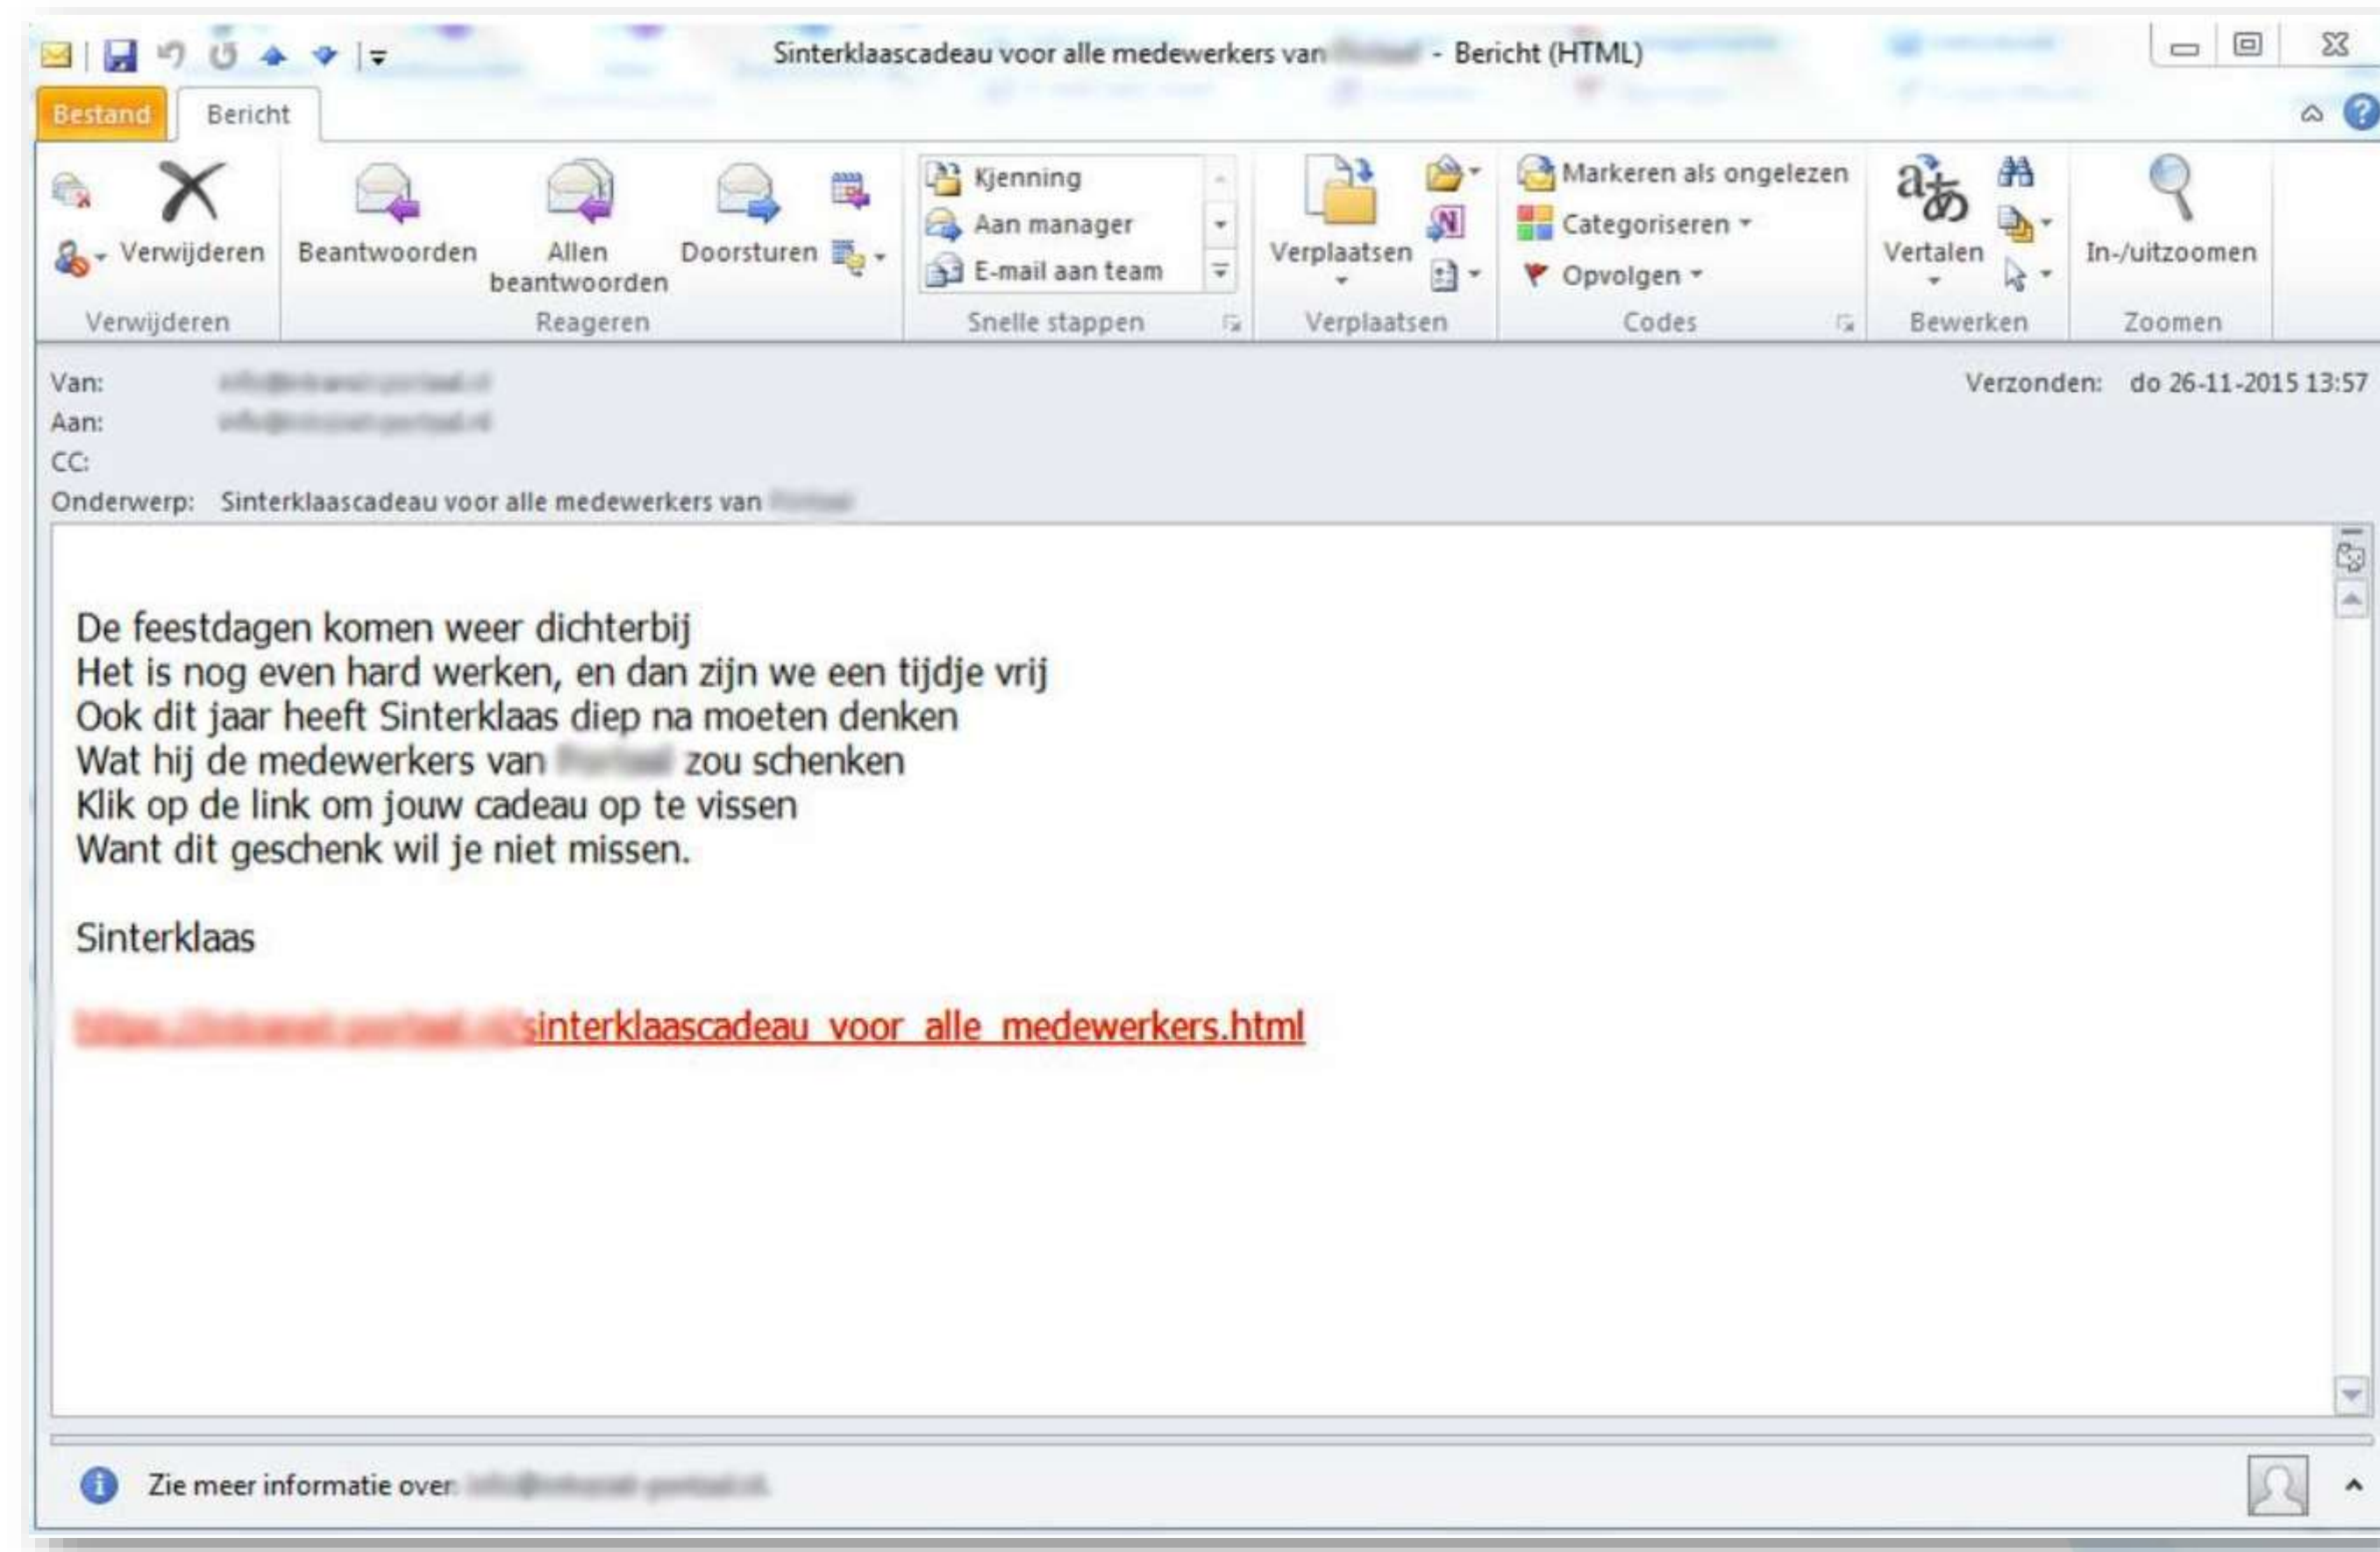 Sinterklaascadeau voor alle medewerkers van - Bericht (HTML)
Bestand Bericht
Verwijderen
Beantwoorden
Allen beantwoorden
Doorsturen
Kjenning
Aan manager
E-mail aan team
Verplaatsen
Markeren als ongelezen
Categoriseren
Opvolgen
Vertalen
In-/uitzoomen
Verwijderen Reageren Snelle stappen Verplaatsen Codes Bewerken Zoomen
Van:
Verzonden: do 26-11-2015 13:57
Aan:
CC:
Onderwerp: Sinterklaascadeau voor alle medewerkers van
De feestdagen komen weer dichterbij
Het is nog even hard werken, en dan zijn we een tijdje vrij
Ook dit jaar heeft Sinterklaas diep na moeten denken
Wat hij de medewerkers van zou schenken
Klik op de link om jouw cadeau op te vissen
Want dit geschenk wil je niet missen.
Sinterklaas
sinterklaascadeau_voor_alle_medewerkers.html
Zie meer informatie over: